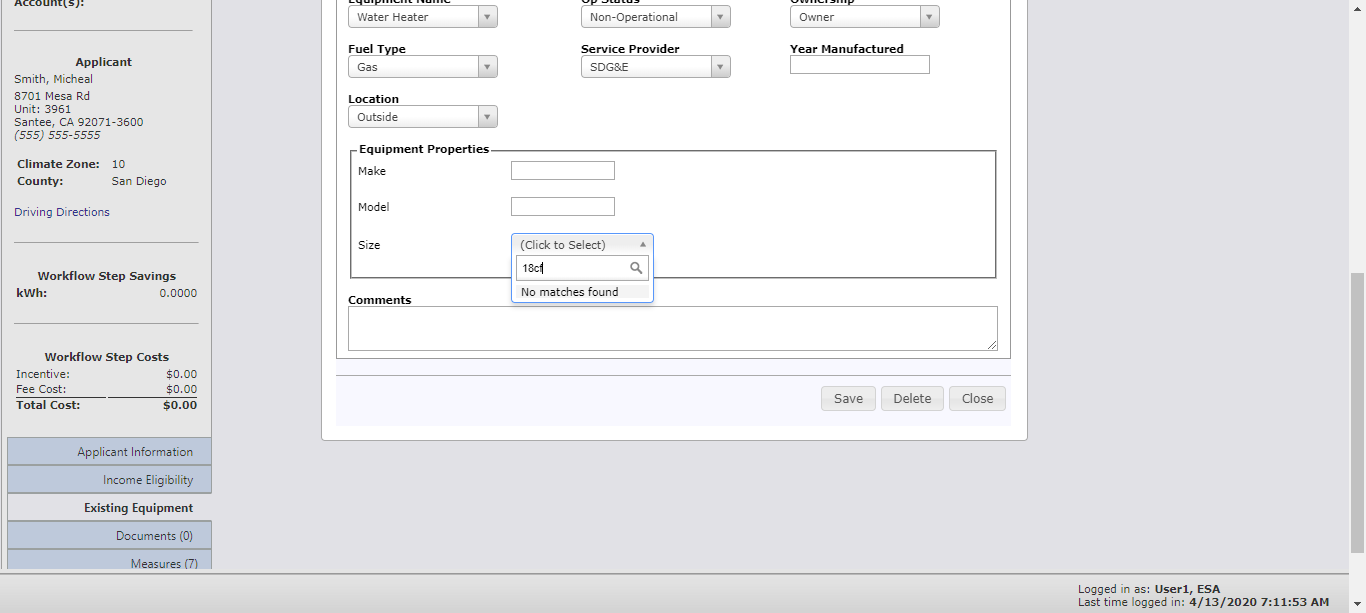 Account(s):
Applicant
Smith, Micheal
8701 Mesa Rd
Unit: 3961
Santee, CA 92071-3600
(555) 555-5555
Climate Zone: 10
County: San Diego
Driving Directions
Workflow Step Savings
kWh: 0.0000
Workflow Step Costs
Incentive: $0.00
Fee Cost: $0.00
Total Cost: $0.00
Applicant Information
Income Eligibility
Existing Equipment
Documents (0)
Measures (7)
Equipment Name Op Status Ownership
Water Heater Non-Operational Owner
Fuel Type Service Provider Year Manufactured
Gas SDG&E
Location
Outside
Equipment Properties
Make
Model
Size (Click to Select)
18cf
No matches found
Comments
Save Delete Close
Logged in as: User1, ESA
Last time logged in: 4/13/2020 7:11:53 AM